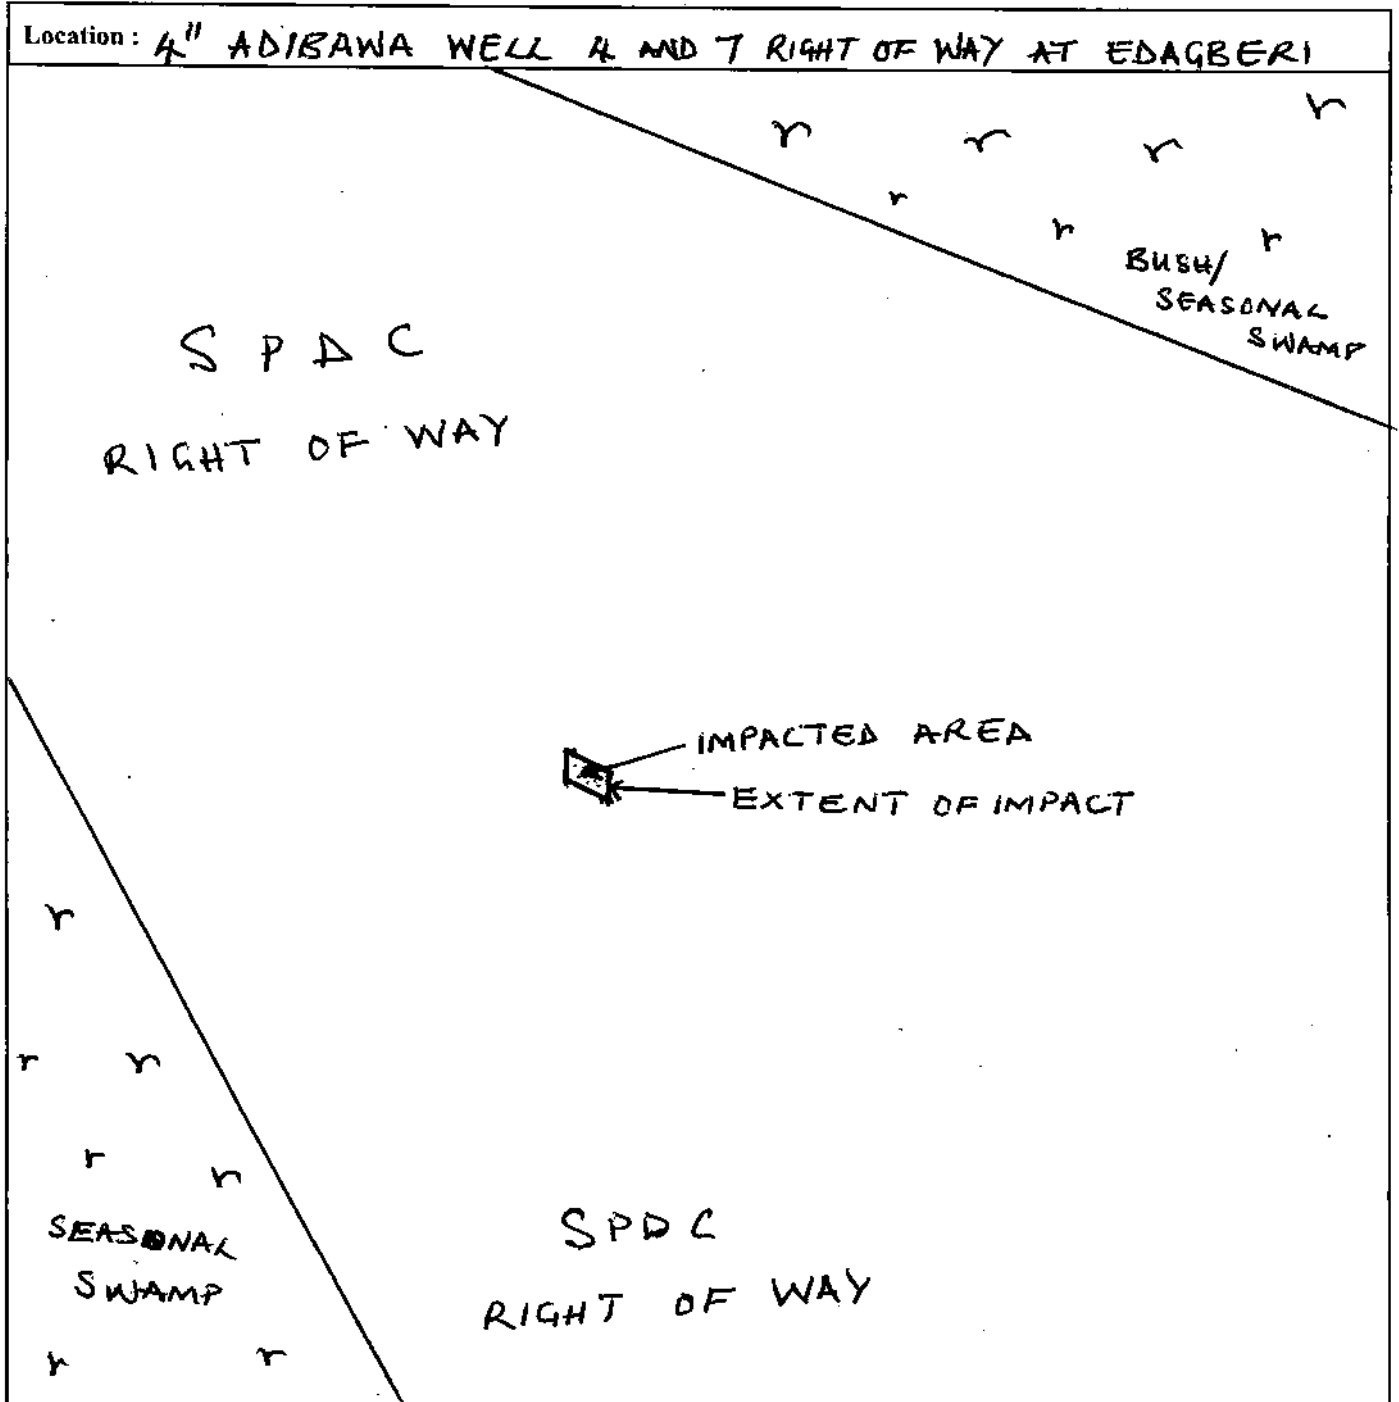 Location : 4" ADIBAWA WELL 4 AND 7 RIGHT OF WAY AT EDAGBERI
BUSH/
SEASONAL
SWAMP
SPDC
RIGHT OF WAY
IMPACTED AREA
EXTENT OF IMPACT
SEASONAL
SWAMP
SPDC
RIGHT OF WAY